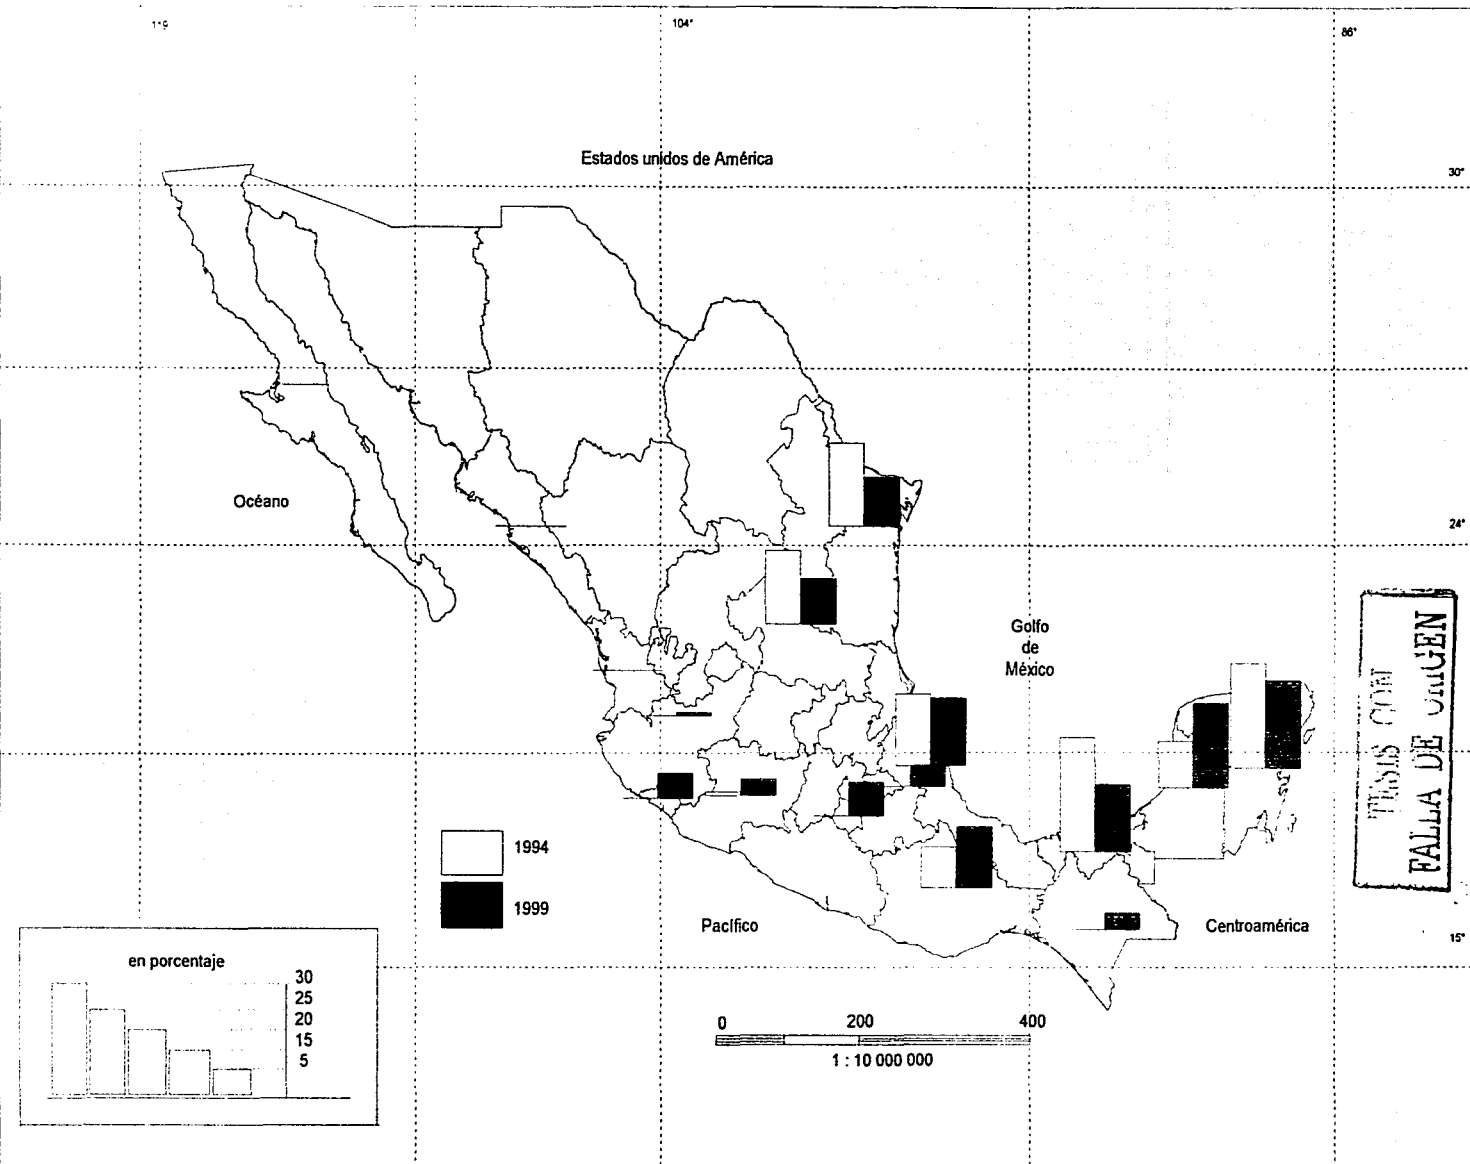 119
104°
86°
Estados unidos de América
30°
Océano
24°
Golfo
de
México
TESIS CON
FALLA DE ORIGEN
1994
1999
Pacífico
Centroamérica
15°
en porcentaje
30
25
20
15
5
0 200 400
1 : 10 000 000